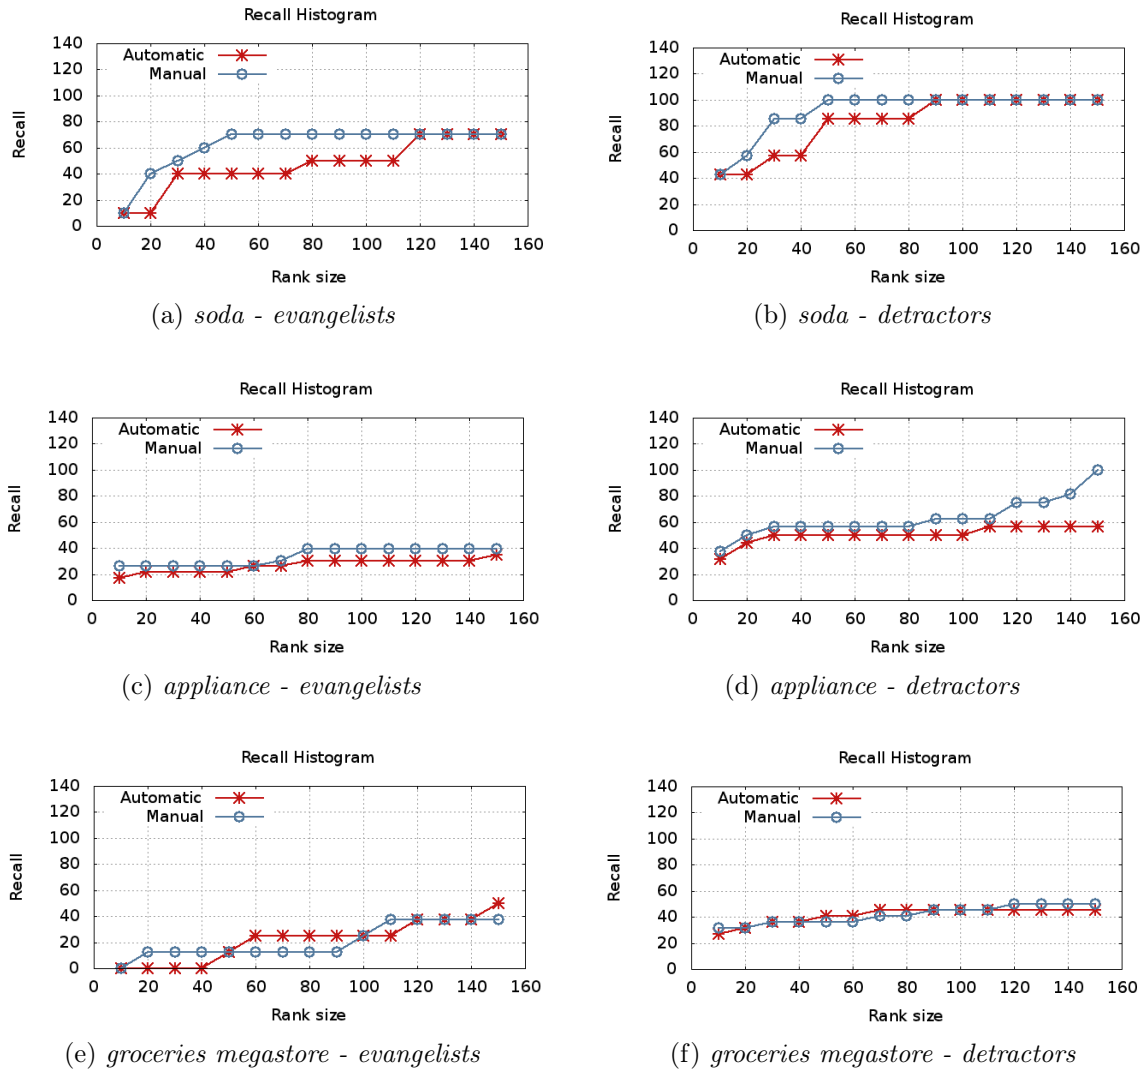 Recall Histogram
Automatic
Manual
Recall
140
120
100
80
60
40
20
0
0 20 40 60 80 100 120 140 160
Rank size
(a) soda - evangelists
Recall Histogram
Automatic
Manual
Recall
140
120
100
80
60
40
20
0
0 20 40 60 80 100 120 140 160
Rank size
(b) soda - detractors
Recall Histogram
Automatic
Manual
Recall
140
120
100
80
60
40
20
0
0 20 40 60 80 100 120 140 160
Rank size
(c) appliance - evangelists
Recall Histogram
Automatic
Manual
Recall
140
120
100
80
60
40
20
0
0 20 40 60 80 100 120 140 160
Rank size
(d) appliance - detractors
Recall Histogram
Automatic
Manual
Recall
140
120
100
80
60
40
20
0
0 20 40 60 80 100 120 140 160
Rank size
(e) groceries megastore - evangelists
Recall Histogram
Automatic
Manual
Recall
140
120
100
80
60
40
20
0
0 20 40 60 80 100 120 140 160
Rank size
(f) groceries megastore - detractors